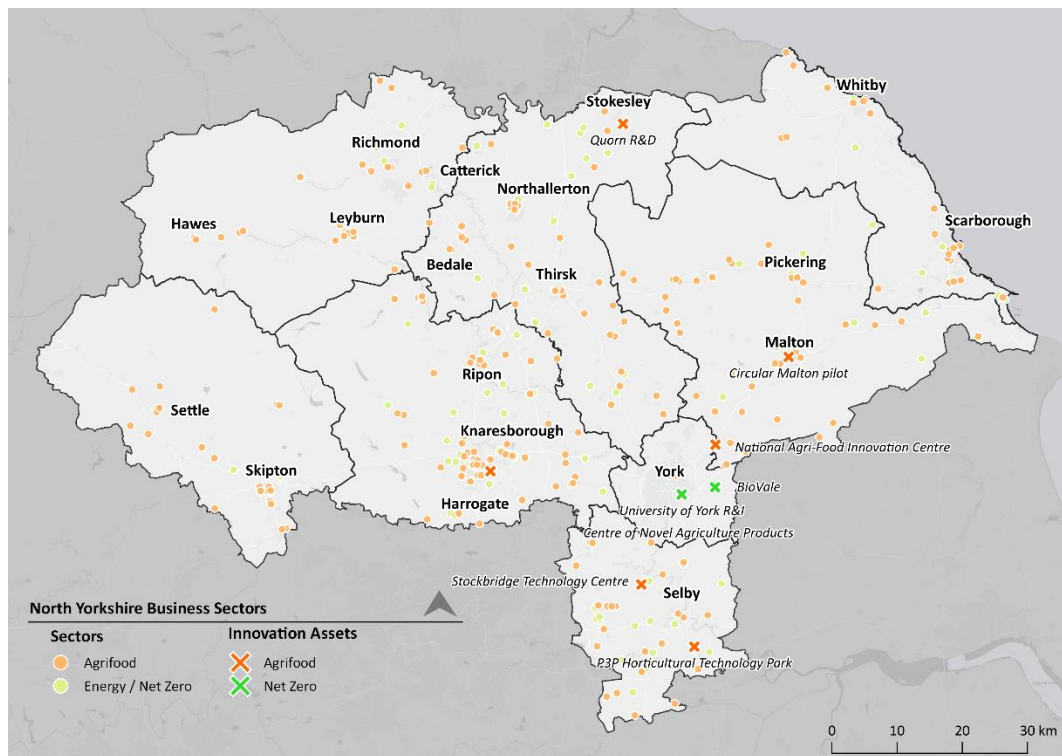 Whitby
Stokesley
Quorn R&D
Richmond
Catterick
Northallerton
Hawes
Leyburn
Scarborough
Bedale
Thirsk
Pickering
Malton
Circular Malton pilot
Ripon
Settle
Knaresborough
National Agri-Food Innovation Centre
Skipton
York
BioVale
Harrogate
University of York R&I
Centre of Novel Agriculture Products
Stockbridge Technology Centre
Selby
P3P Horticultural Technology Park
North Yorkshire Business Sectors
Sectors
Innovation Assets
Agrifood
Agrifood
Energy / Net Zero
Net Zero
0 10 20 30 km